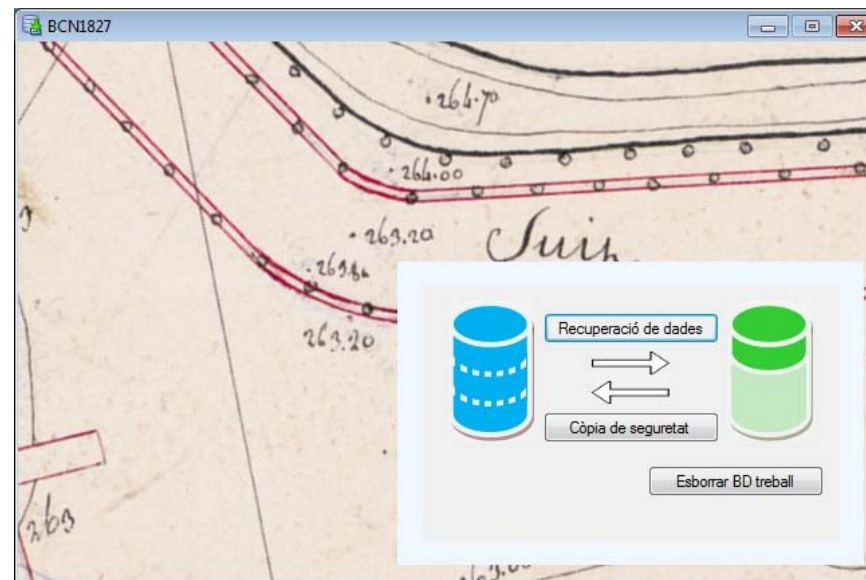 BCN1827
264.70
264.00
263.20
263.20
Recuperació de dades
Còpia de seguretat
Esborrar BD treball
263